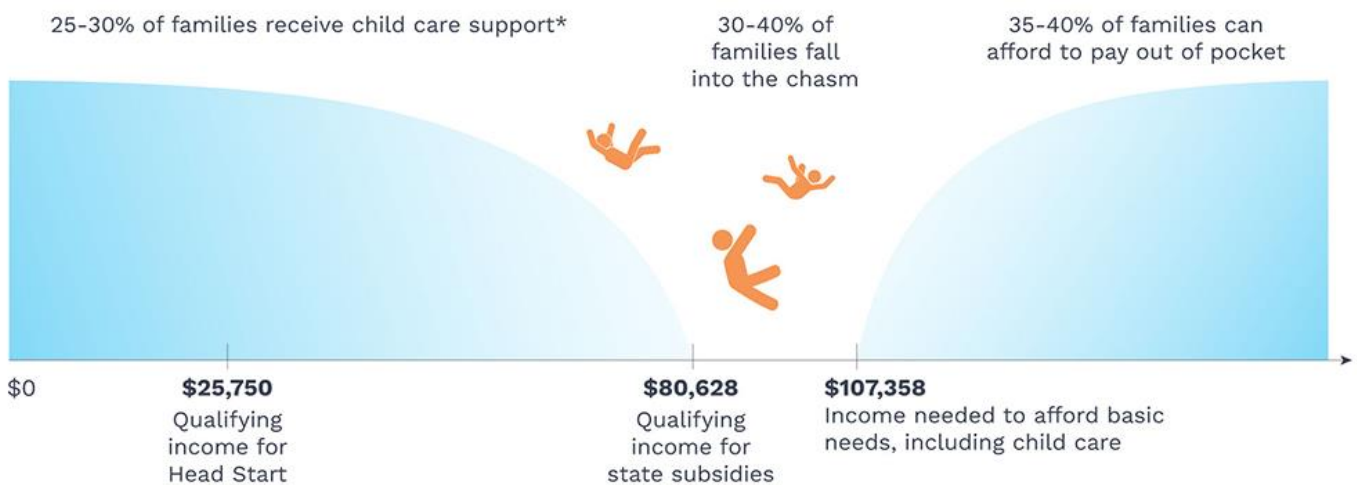 25-30% of families receive child care support*
30-40% of
families fall
into the chasm
35-40% of families can
afford to pay out of pocket
$0
$25,750
Qualifying
income for
Head Start
$80,628
Qualifying
income for
state subsidies
$107,358
Income needed to afford basic
needs, including child care